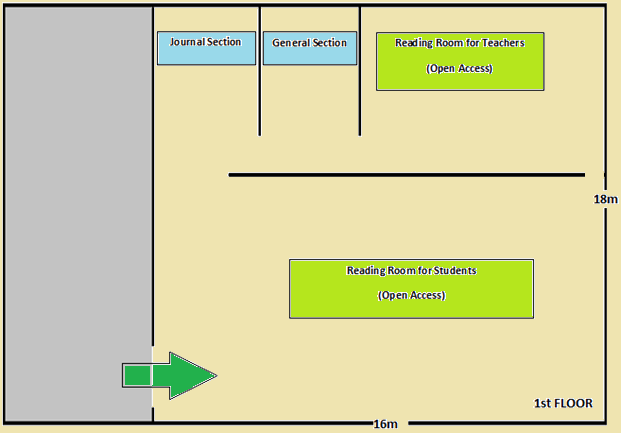 Journal Section
General Section
Reading Room for Teachers
(Open Access)
18m
Reading Room for Students
(Open Access)
1st FLOOR
16m